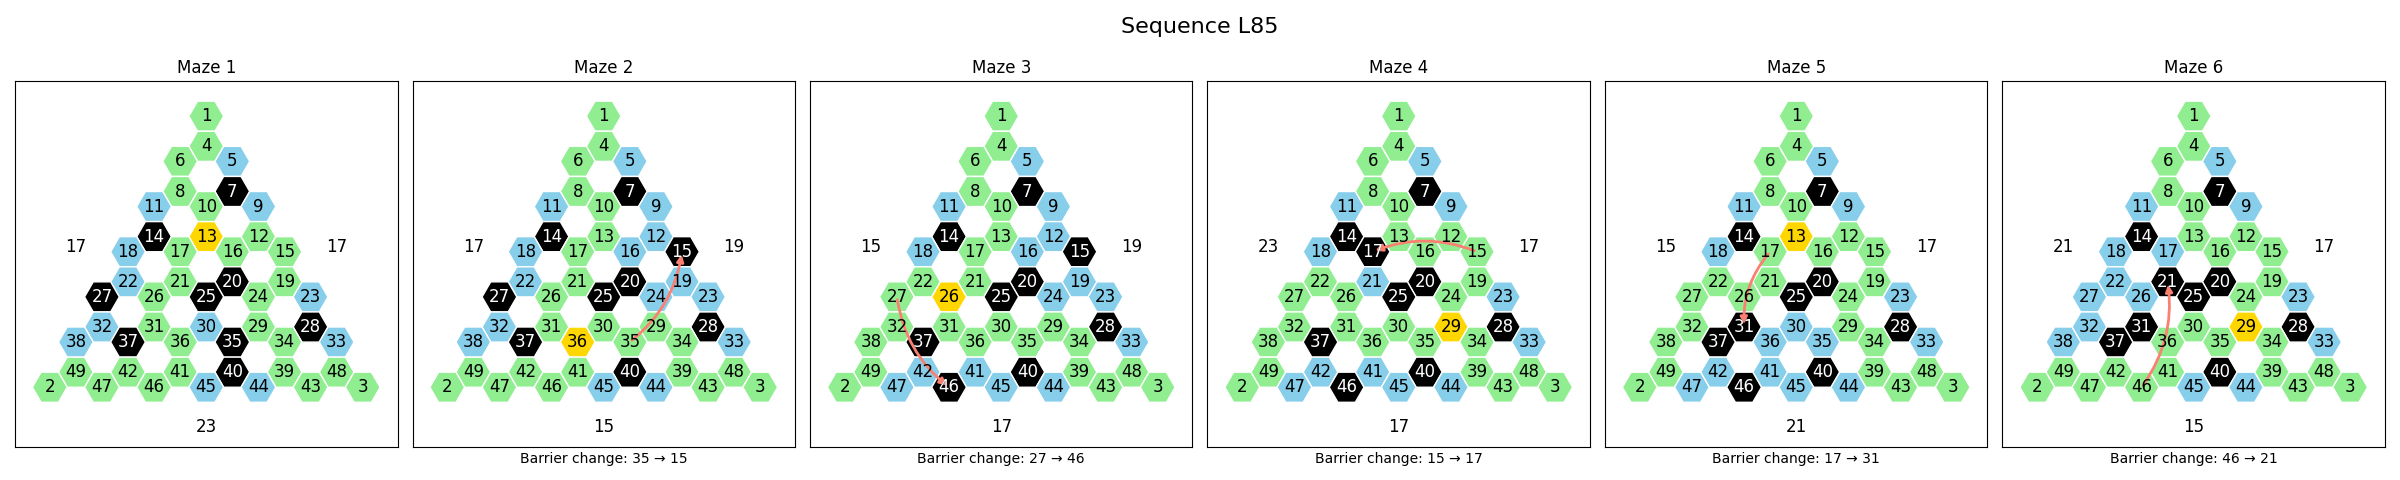 Sequence L85
Maze 1
1
4
6 5
8 7
11 10 9
14 13 12
17 18 17 16 15 17
22 21 20 19
27 26 25 24 23
32 31 30 29 28
38 37 36 35 34 33
49 42 41 40 39 48
2 47 46 45 44 43 3
23
Maze 2
1
4
6 5
8 7
11 10 9
14 13 12
17 18 17 16 15 19
22 21 20 19
27 26 25 24 23
32 31 30 29 28
38 37 36 35 34 33
49 42 41 40 39 48
2 47 46 45 44 43 3
15
Barrier change: 35 → 15
Maze 3
1
4
6 5
8 7
11 10 9
14 13 12
15 18 17 16 15 19
22 21 20 19
27 26 25 24 23
32 31 30 29 28
38 37 36 35 34 33
49 42 41 40 39 48
2 47 46 45 44 43 3
17
Barrier change: 27 → 46
Maze 4
1
4
6 5
8 7
11 10 9
14 13 12
23 18 17 16 15 17
22 21 20 19
27 26 25 24 23
32 31 30 29 28
38 37 36 35 34 33
49 42 41 40 39 48
2 47 46 45 44 43 3
17
Barrier change: 15 → 17
Maze 5
1
4
6 5
8 7
11 10 9
14 13 12
15 18 17 16 15 17
22 21 20 19
27 26 25 24 23
32 31 30 29 28
38 37 36 35 34 33
49 42 41 40 39 48
2 47 46 45 44 43 3
21
Barrier change: 17 → 31
Maze 6
1
4
6 5
8 7
11 10 9
14 13 12
21 18 17 16 15 17
22 21 20 19
27 26 25 24 23
32 31 30 29 28
38 37 36 35 34 33
49 42 41 40 39 48
2 47 46 45 44 43 3
15
Barrier change: 46 → 21